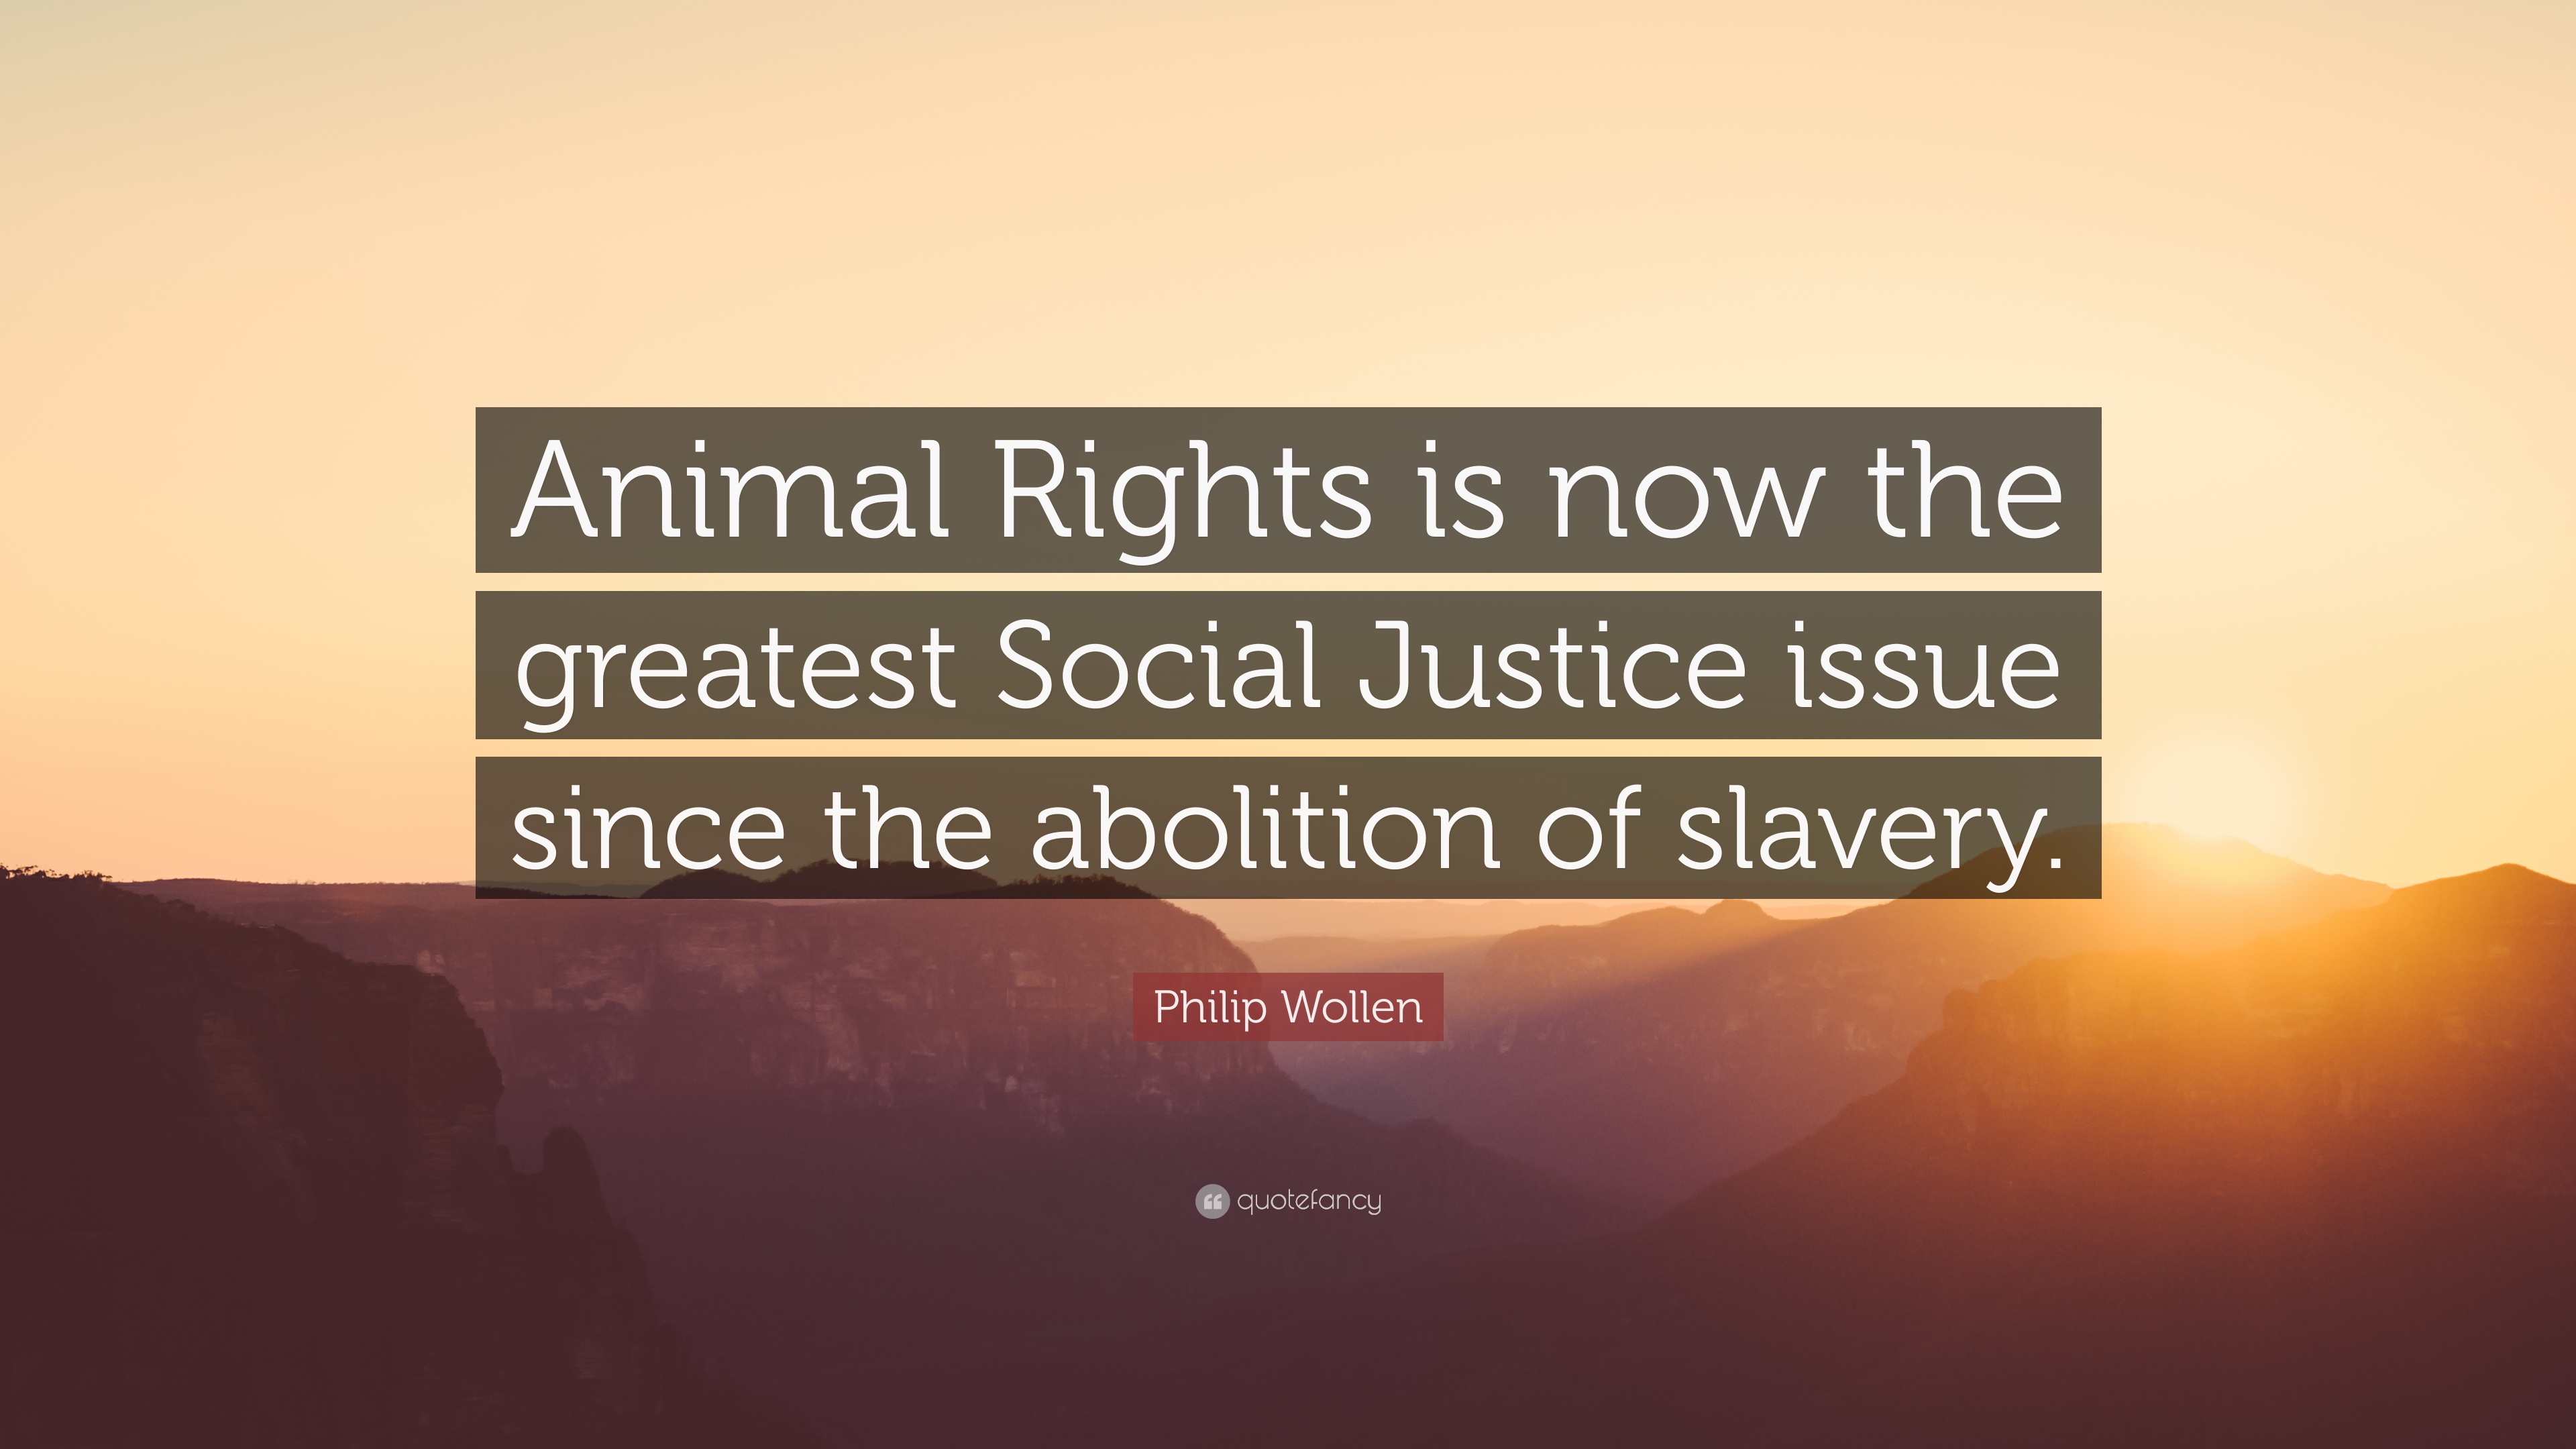 Animal Rights is now the
greatest Social Justice issue
since the abolition of slavery.
Philip Wollen
quotefancy